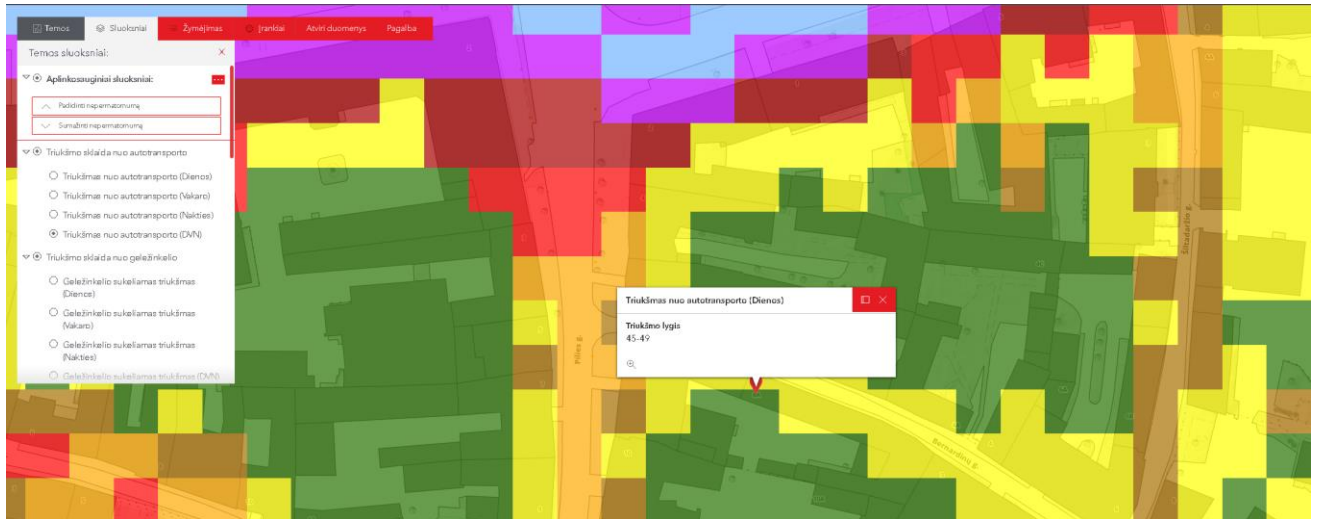 Temos Sluoksniai Žymėjimas Įrankiai Atviri duomenys Pagalba
Temos sluoksniai:
Aplinkosauginiai sluoksniai:
Padidinti nepermatomumą
Sumažinti nepermatomumą
Triukšmo sklaida nuo autotransporto
Triukšmas nuo autotransporto (Dienos)
Triukšmas nuo autotransporto (Vakaro)
Triukšmas nuo autotransporto (Nakties)
Triukšmas nuo autotransporto (DVN)
Triukšmo sklaida nuo geležinkelio
Geležinkelio sukeliamas triukšmas
(Dienos)
Geležinkelio sukeliamas triukšmas
(Vakaro)
Geležinkelio sukeliamas triukšmas
(Nakties)
Geležinkelio sukeliamas triukšmas (DVN)
Triukšmas nuo autotransporto (Dienos)
Triukšmo lygis
45-49
Pilies g.
Bernardinų g.
Šiltadaržio g.